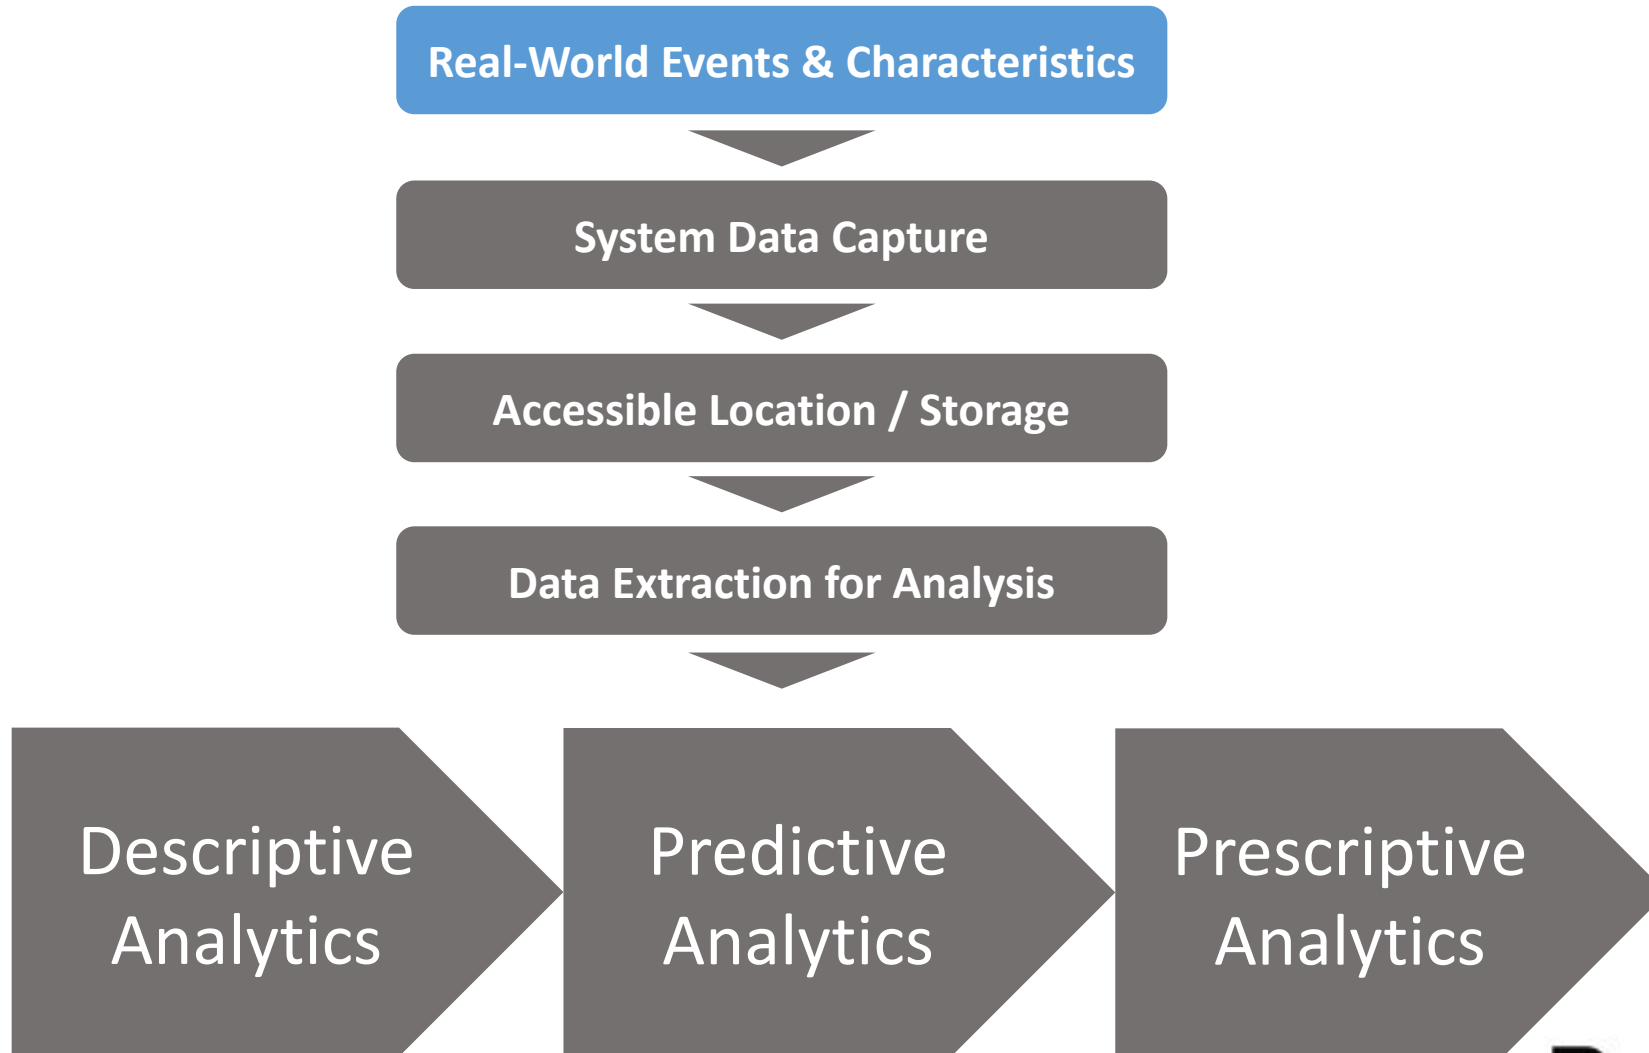 Real-World Events & Characteristics
System Data Capture
Accessible Location / Storage
Data Extraction for Analysis
Descriptive
Analytics
Predictive
Analytics
Prescriptive
Analytics